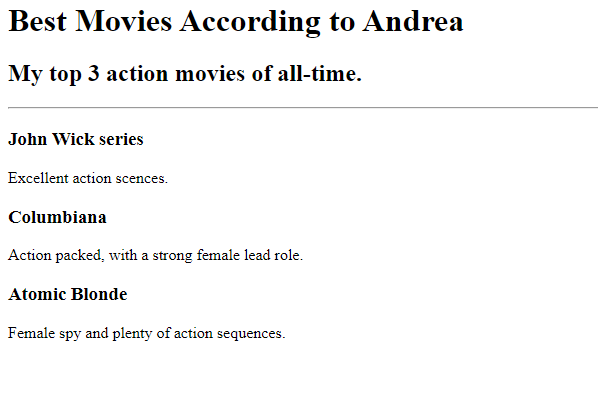 Best Movies According to Andrea
My top 3 action movies of all-time.
John Wick series
Excellent action scences.
Columbiana
Action packed, with a strong female lead role.
Atomic Blonde
Female spy and plenty of action sequences.